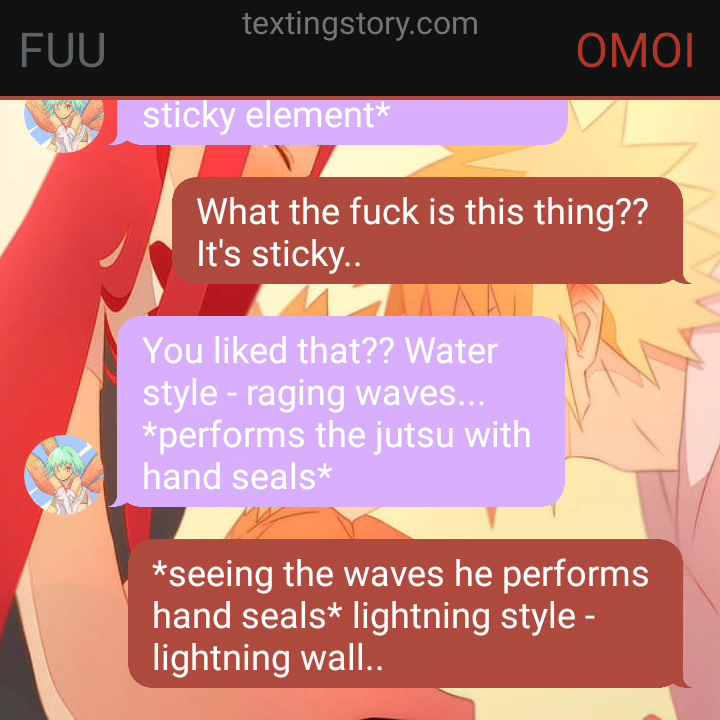 textingstory.com
FUU
OMOI
sticky element*
What the fuck is this thing??
It's sticky..
You liked that?? Water
style - raging waves...
*performs the jutsu with
hand seals*
*seeing the waves he performs
hand seals* lightning style -
lightning wall..